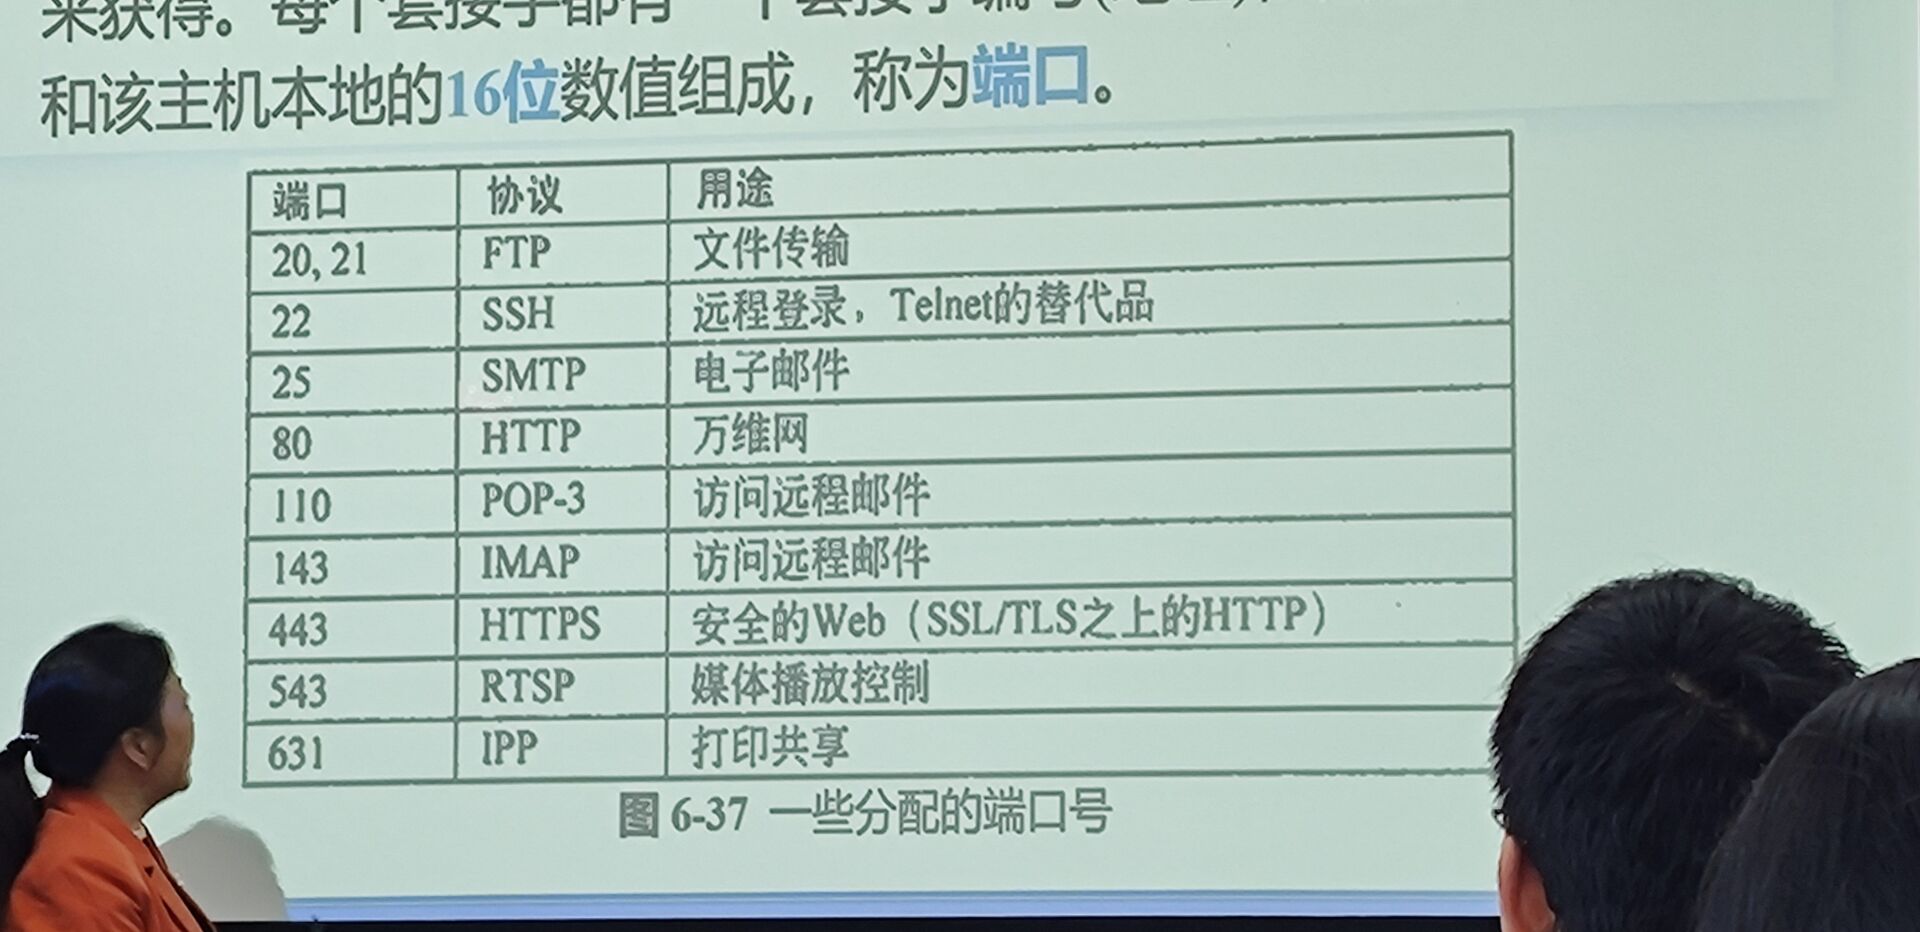 来获得。每个套接字都有一个套接字编号
和该主机本地的16位数值组成，称为端口。
端口 协议 用途
20, 21 FTP 文件传输
22 SSH 远程登录，Telnet的替代品
25 SMTP 电子邮件
80 HTTP 万维网
110 POP-3 访问远程邮件
143 IMAP 访问远程邮件
443 HTTPS 安全的Web（SSL/TLS之上的HTTP）
543 RTSP 媒体播放控制
631 IPP 打印共享
图 6-37 一些分配的端口号